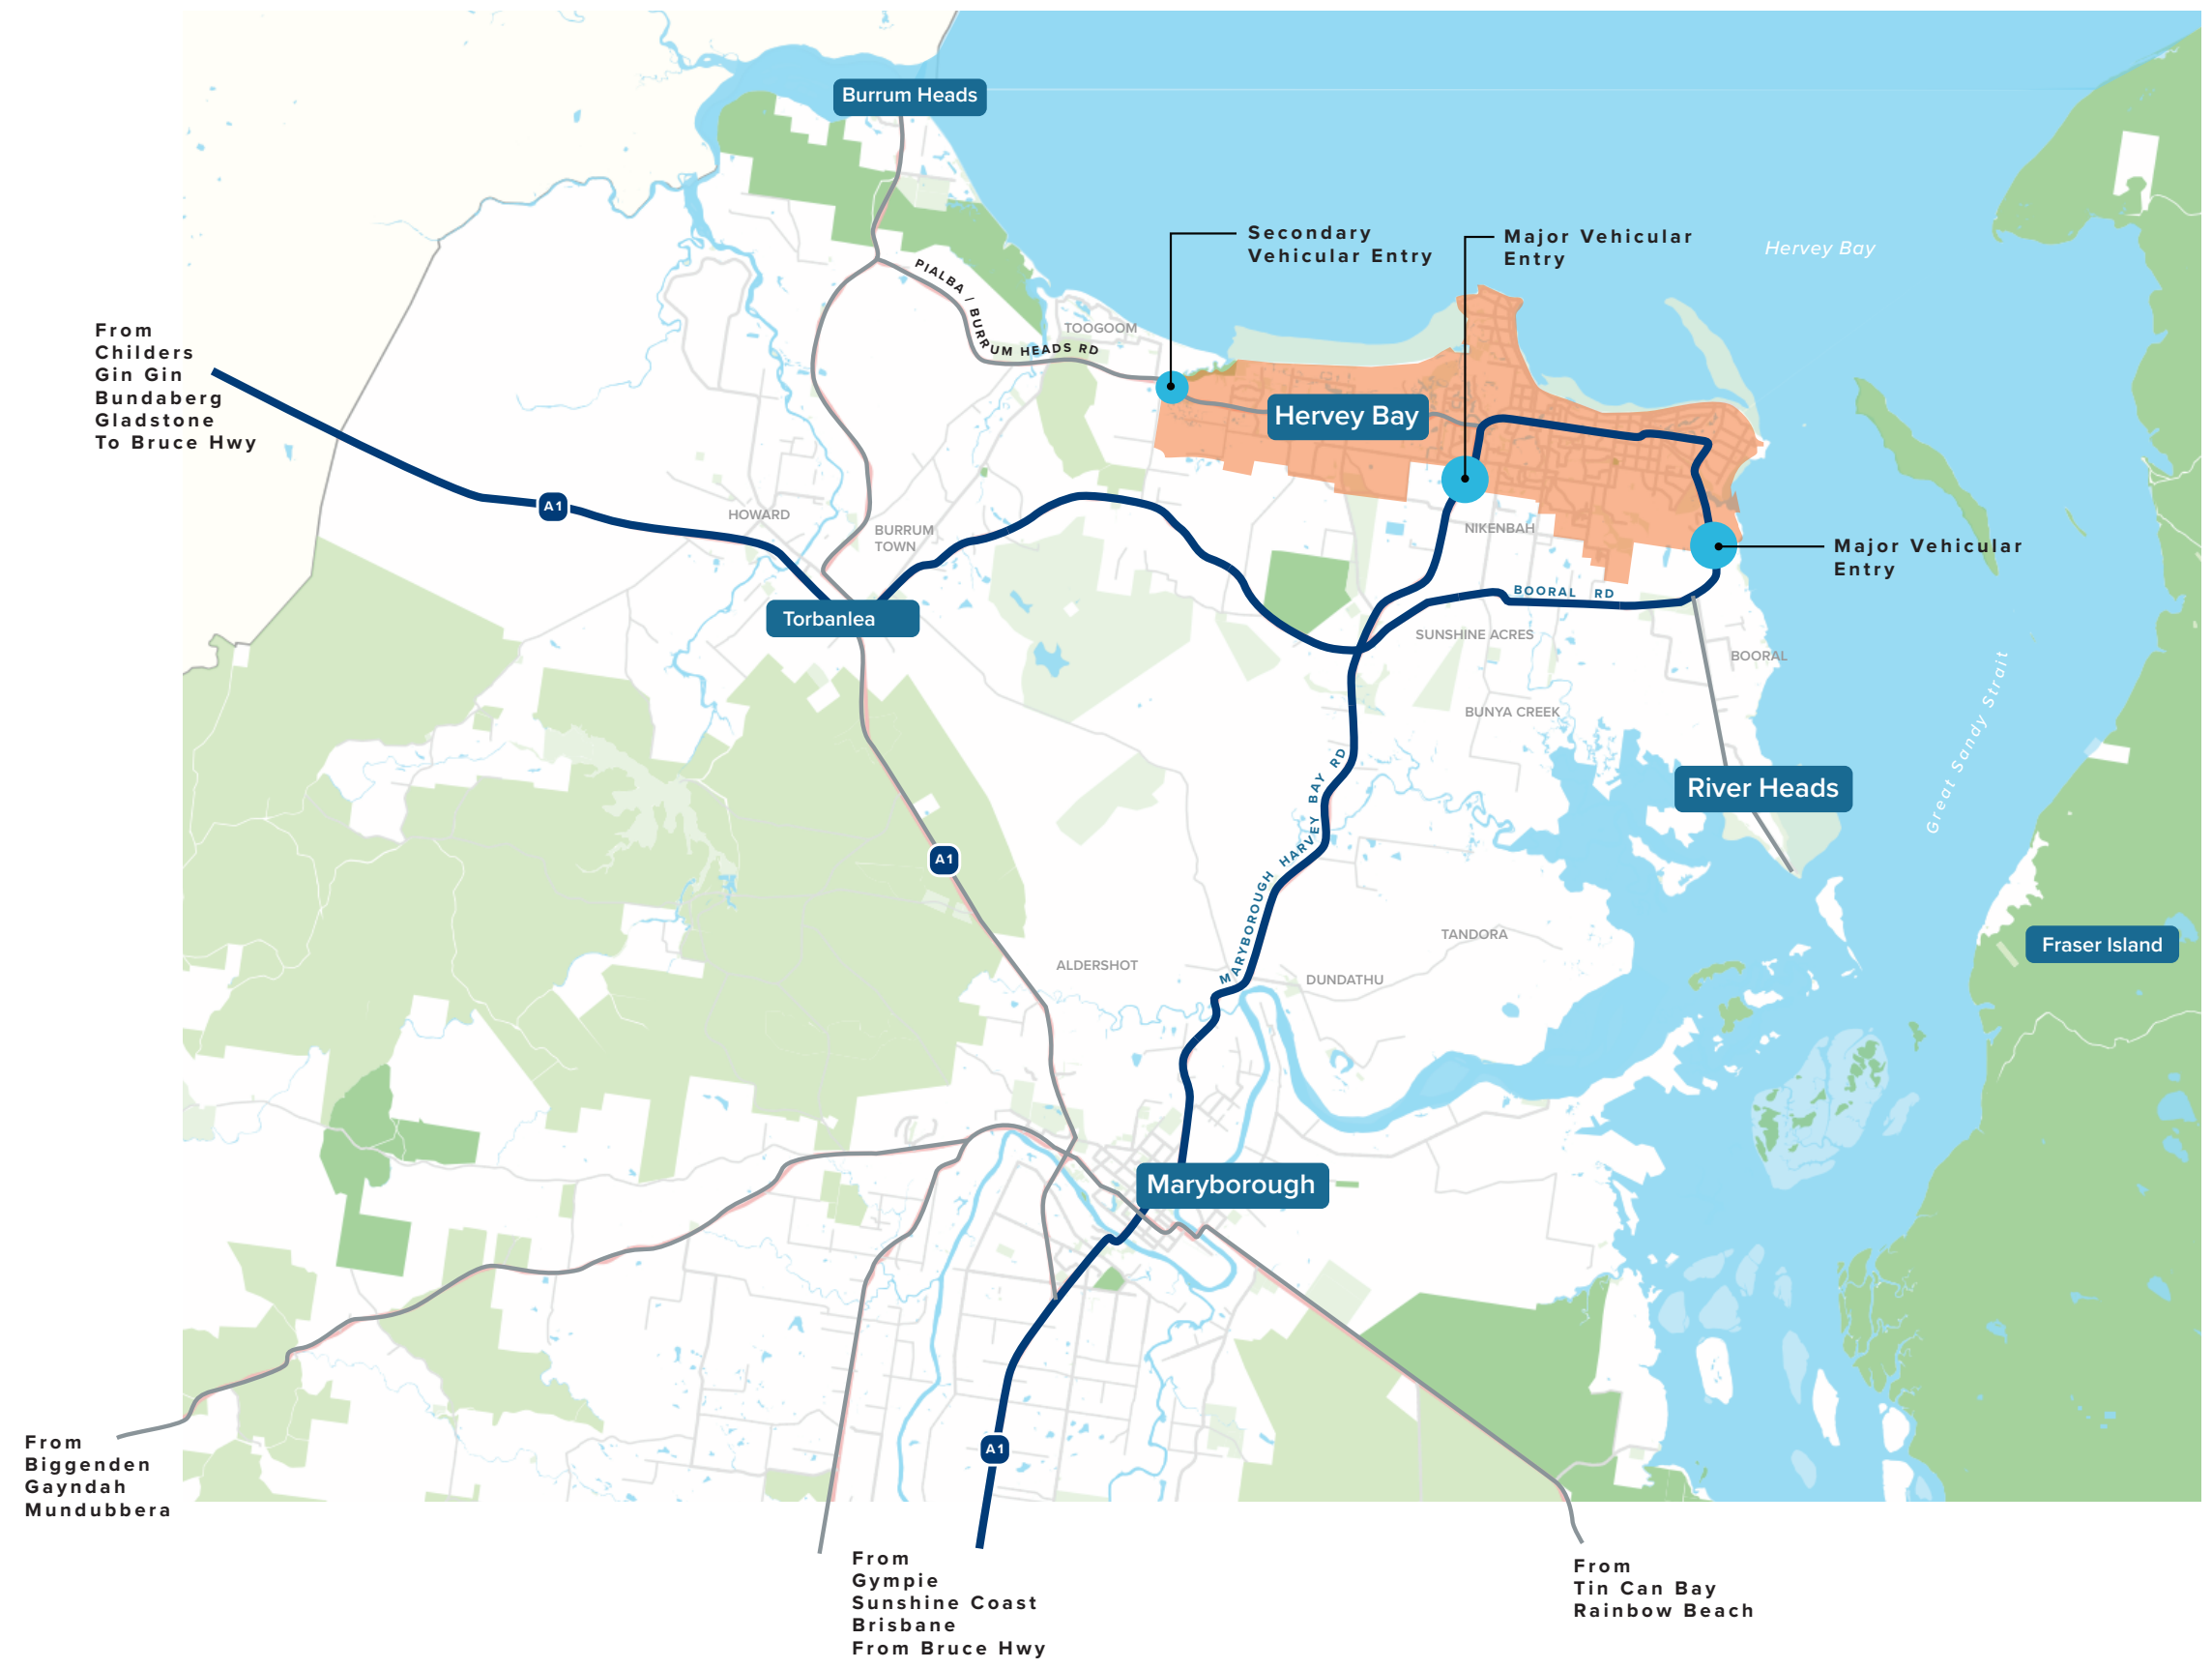 Burrum Heads
Secondary
Vehicular Entry
Major Vehicular
Entry
Hervey Bay
PIALBA / BURRUM HEADS RD
TOOGOOM
From
Childers
Gin Gin
Bundaberg
Gladstone
To Bruce Hwy
Hervey Bay
A1
HOWARD
BURRUM
TOWN
NIKENBAH
Major Vehicular
Entry
BOORAL RD
Torbanlea
SUNSHINE ACRES
BOORAL
BUNYA CREEK
Great Sandy Strait
River Heads
MARYBOROUGH HARVEY BAY RD
A1
TANDORA
Fraser Island
ALDERSHOT
DUNDATHU
Maryborough
A1
From
Biggenden
Gayndah
Mundubbera
From
Gympie
Sunshine Coast
Brisbane
From Bruce Hwy
From
Tin Can Bay
Rainbow Beach